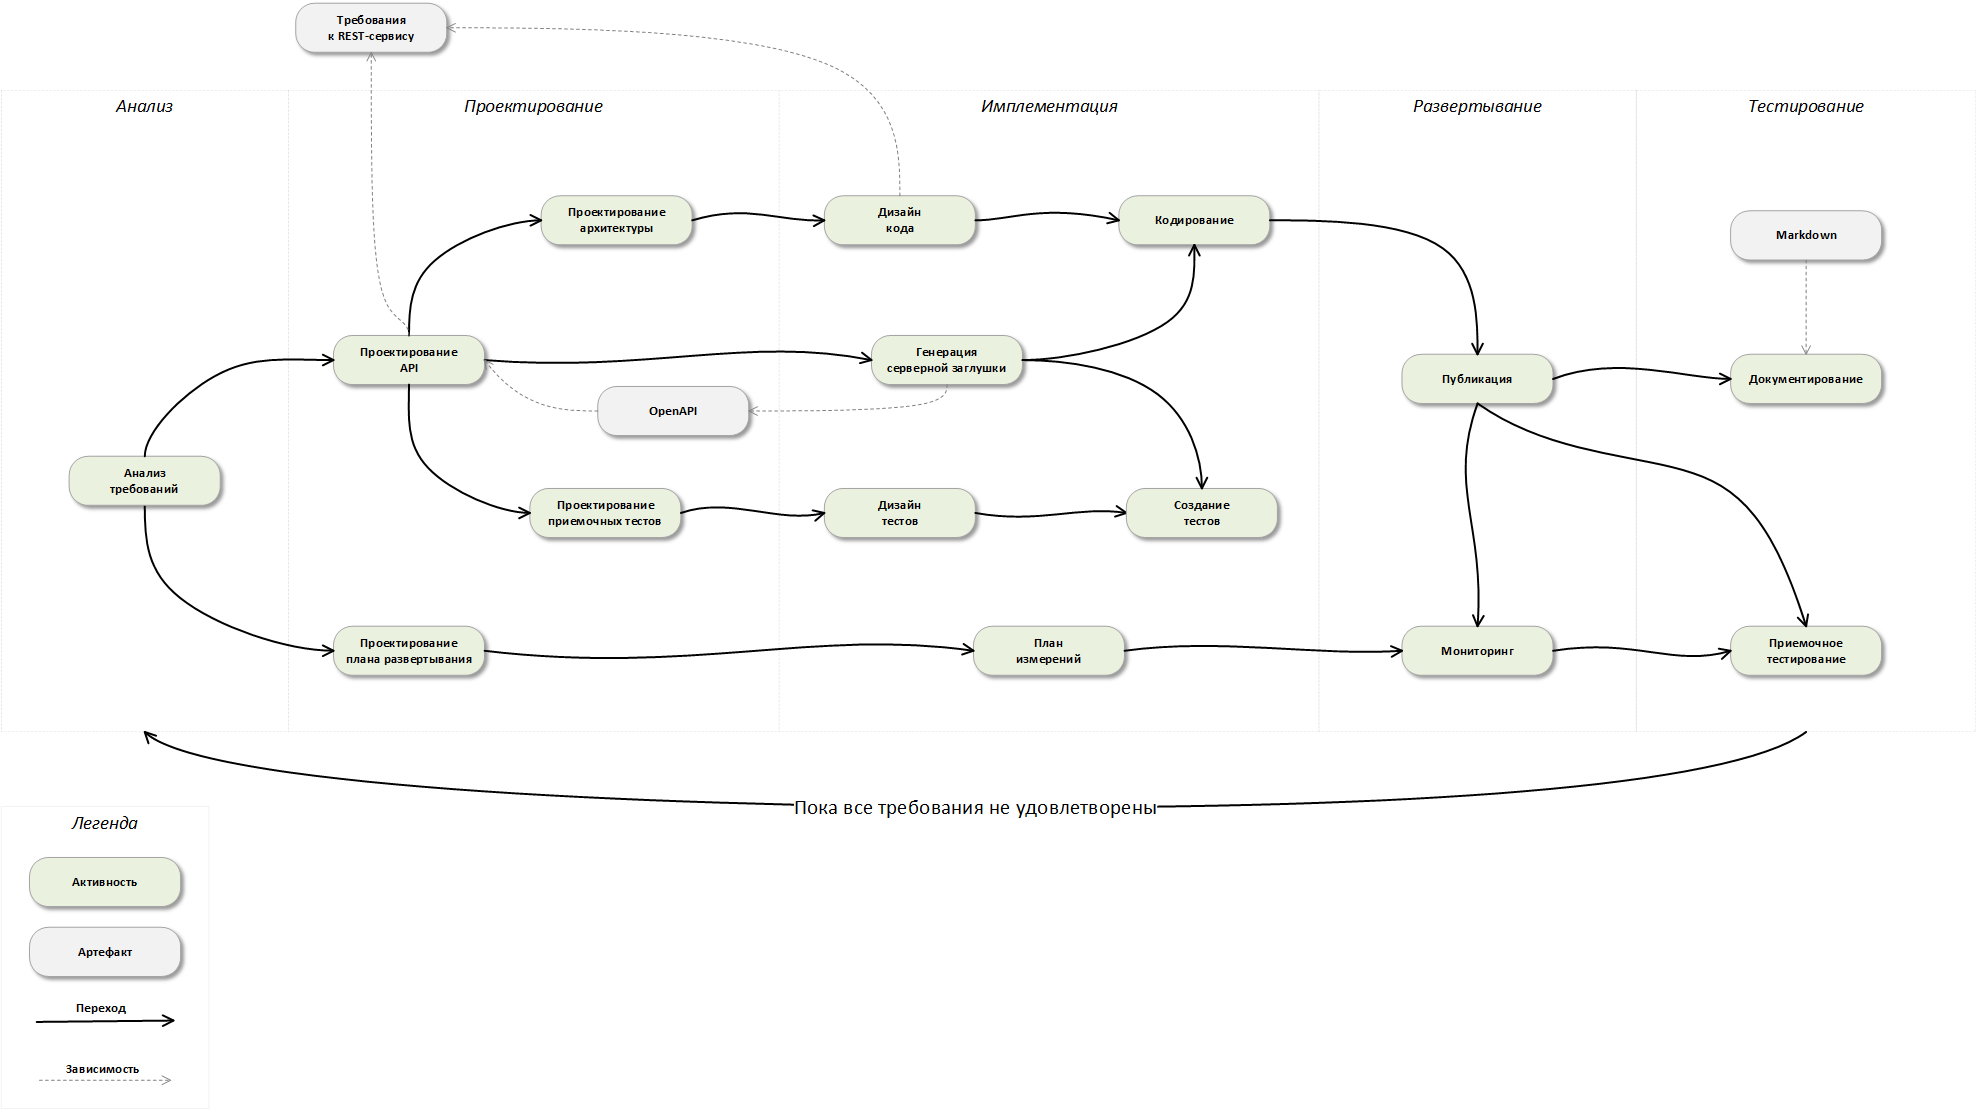 Требования
к REST-сервису
Анализ
Проектирование
Имплементация
Развертывание
Тестирование
Проектирование
архитектуры
Дизайн
кода
Кодирование
Markdown
Проектирование
API
Генерация
серверной заглушки
OpenAPI
Публикация
Документирование
Анализ
требований
Проектирование
приемочных тестов
Дизайн
тестов
Создание
тестов
Проектирование
плана развертывания
План
измерений
Мониторинг
Приемочное
тестирование
Пока все требования не удовлетворены
Легенда
Активность
Артефакт
Переход
Зависимость